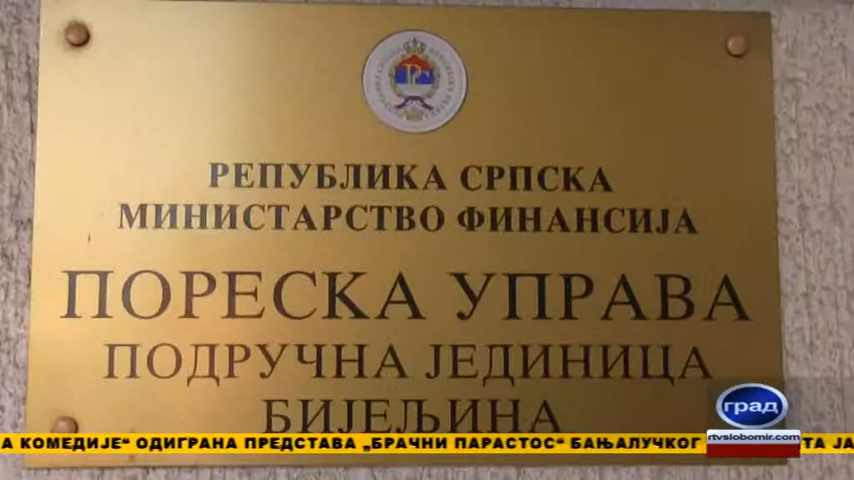 РЕПУБЛИКА СРПСКА
МИНИСТАРСТВО ФИНАНСИЈА
ПОРЕСКА УПРАВА
ПОДРУЧНА ЈЕДИНИЦА
БИЈЕЉИНА
град
А КОМЕДИЈЕ“ ОДИГРАНА ПРЕДСТАВА „БРАЧНИ ПАРАСТОС“ БАЊАЛУЧКОГ
rtvslobomir.com